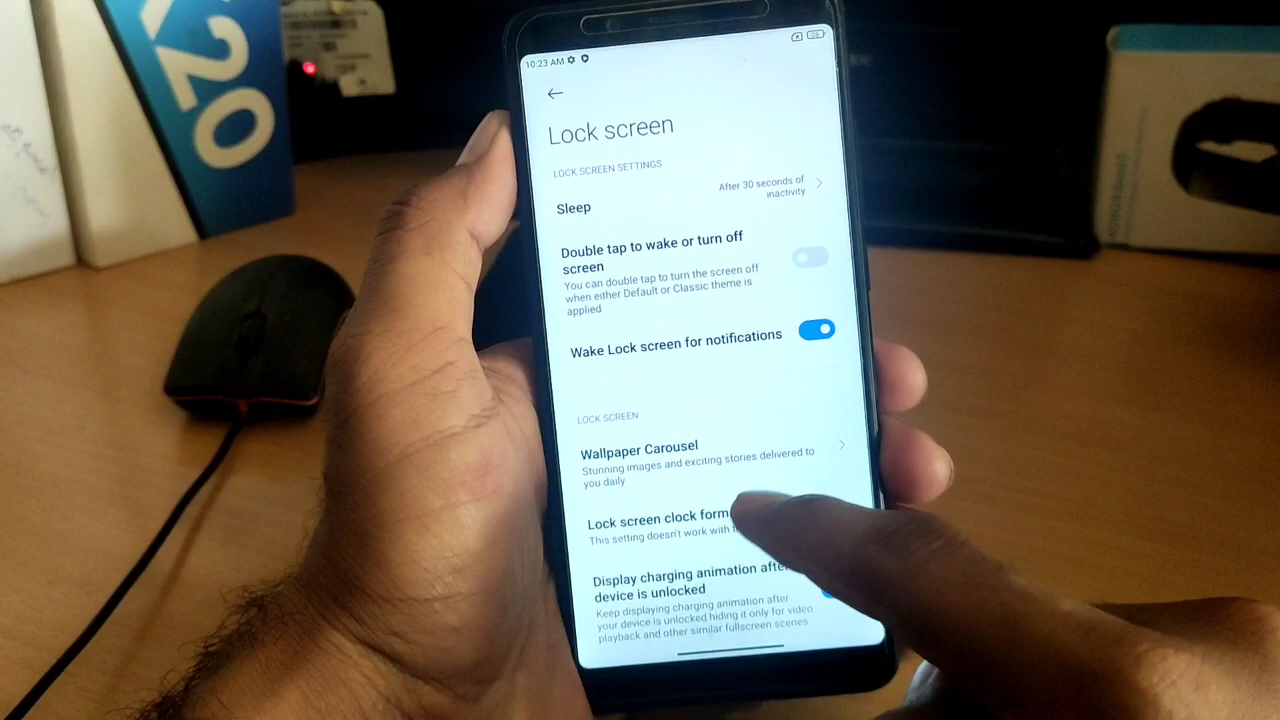 K20
10:23 AM
26
Lock screen
LOCK SCREEN SETTINGS
Sleep
After 30 seconds of
inactivity
Double tap to wake or turn off
screen
You can double tap to turn the screen off
when either Default or Classic theme is
applied
Wake Lock screen for notifications
LOCK SCREEN
Wallpaper Carousel
Stunning images and exciting stories delivered to
you daily
Lock screen clock form
This setting doesn't work with
Display charging animation after
device is unlocked
Keep displaying charging animation after
your device is unlocked hiding it only for video
playback and other similar fullscreen scenes